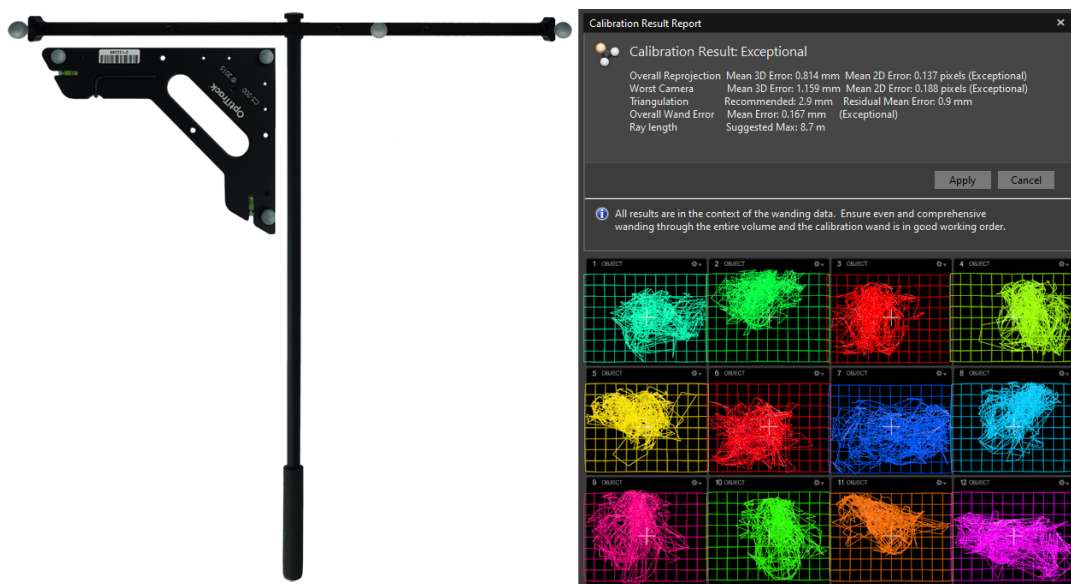 CS-200 © 2015
OptiTrack
Calibration Result Report
Calibration Result: Exceptional
Overall Reprojection Mean 3D Error: 0.814 mm Mean 2D Error: 0.137 pixels (Exceptional)
Worst Camera Mean 3D Error: 1.159 mm Mean 2D Error: 0.188 pixels (Exceptional)
Triangulation Recommended: 2.9 mm Residual Mean Error: 0.9 mm
Overall Wand Error Mean Error: 0.167 mm (Exceptional)
Ray length Suggested Max: 8.7 m
Apply Cancel
All results are in the context of the wanding data. Ensure even and comprehensive
wanding through the entire volume and the calibration wand is in good working order.
1 OBJECT 2 OBJECT 3 OBJECT 4 OBJECT
5 OBJECT 6 OBJECT 7 OBJECT 8 OBJECT
9 OBJECT 10 OBJECT 11 OBJECT 12 OBJECT